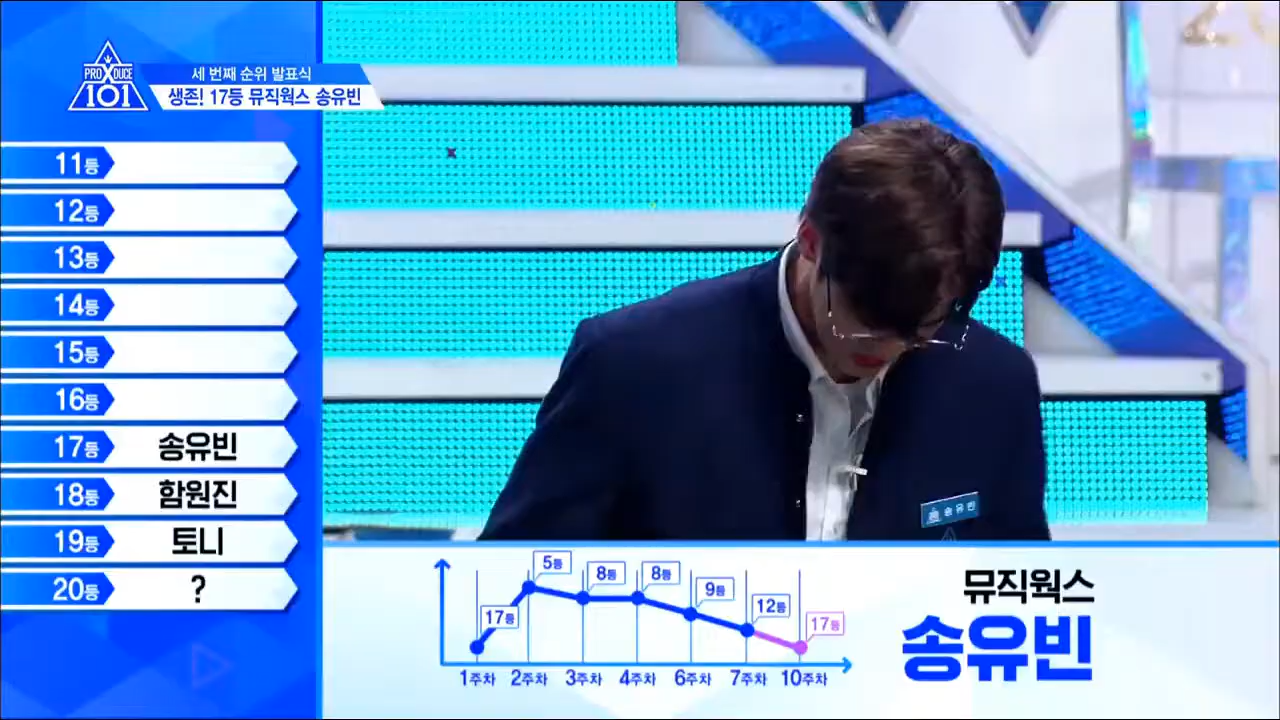 PRODUCE
101
세 번째 순위 발표식
생존! 17등 뮤직웍스 송유빈
11등
12등
13등
14등
15등
16등
17등 송유빈
18등 함원진
19등 토니
20등 ?
송유빈
17등
5등
8등
8등
9등
12등
17등
1주차 2주차 3주차 4주차 6주차 7주차 10주차
뮤직웍스
송유빈